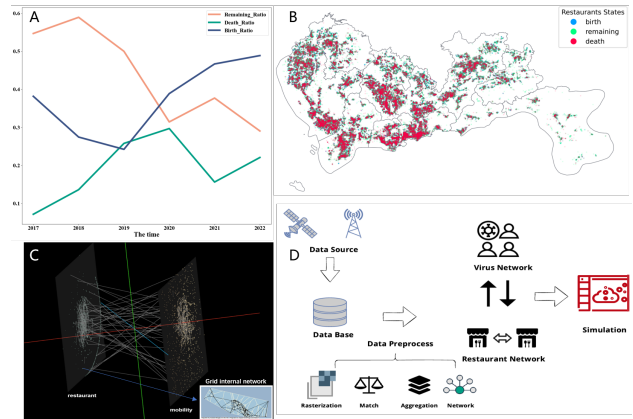 A
Remaining_Ratio
Death_Ratio
Birth_Ratio
0.6
0.5
0.4
0.3
0.2
0.1
2017 2018 2019 2020 2021 2022
The time
B
Restaurants States
birth
remaining
death
C
restaurant
mobility
Grid internal network
D
Data Source
Data Base
Data Preprocess
Virus Network
Restaurant Network
Simulation
Rasterization Match Aggregation Network